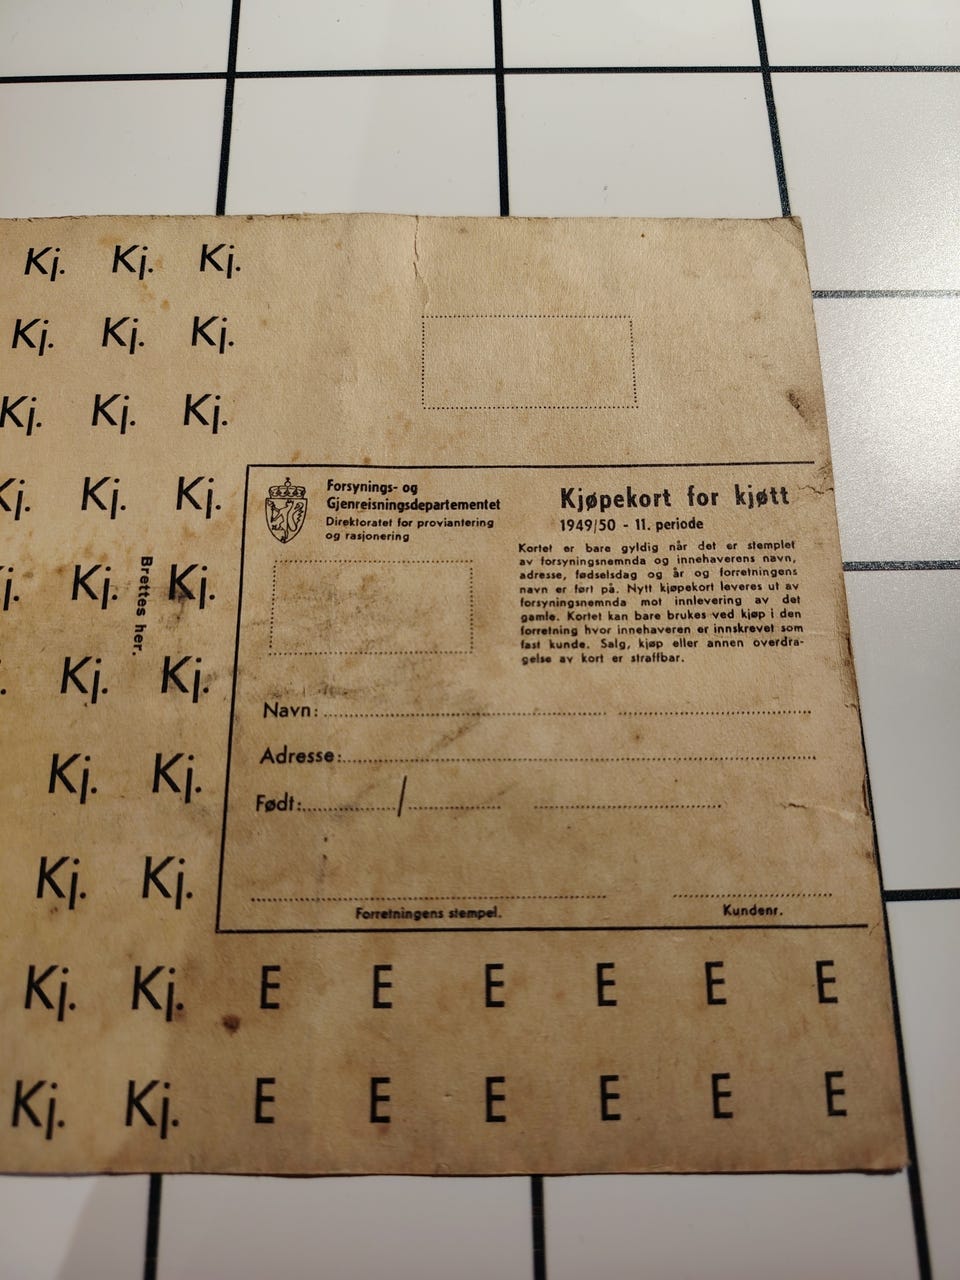 Kj. Kj. Kj.
Kj. Kj. Kj.
Kj. Kj. Kj.
Kj. Kj. Kj.
Kj. Kj.
Brettes her.
Kj. Kj.
Kj. Kj.
Kj. Kj.
Forsynings- og
Gjenreisningsdepartementet
Direktoratet for proviantering
og rasjonering
Kjøpekort for kjøtt
1949/50 - 11. periode
Kortet er bare gyldig når det er stemplet
av forsyningsnemnda og innehaverens navn,
adresse, fødselsdag og år og forretningens
navn er ført på. Nytt kjøpekort leveres ut av
forsyningsnemnda mot innlevering av det
gamle. Kortet kan bare brukes ved kjøp i den
forretning hvor innehaveren er innskrevet som
fast kunde. Salg, kjøp eller annen overdra-
gelse av kort er straffbar.
Navn:
Adresse:
Født: /
Forretningens stempel.
Kundenr.
Kj. Kj. E E E E E E
Kj. Kj. E E E E E E